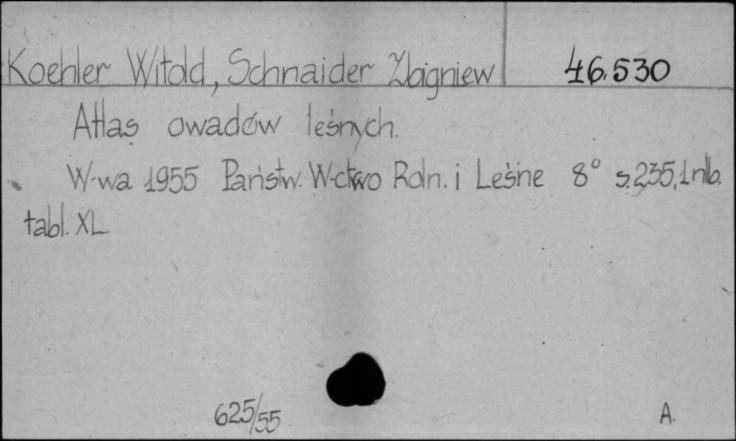 Koehler Witold, Schnaider Zbigniew 46.530
Atlas owadów leśnych.
W-wa 1955 Państw. W-ctwo Roln. i Leśne 8° s.235,1nlb.
tabl. XL.
625/55 A.